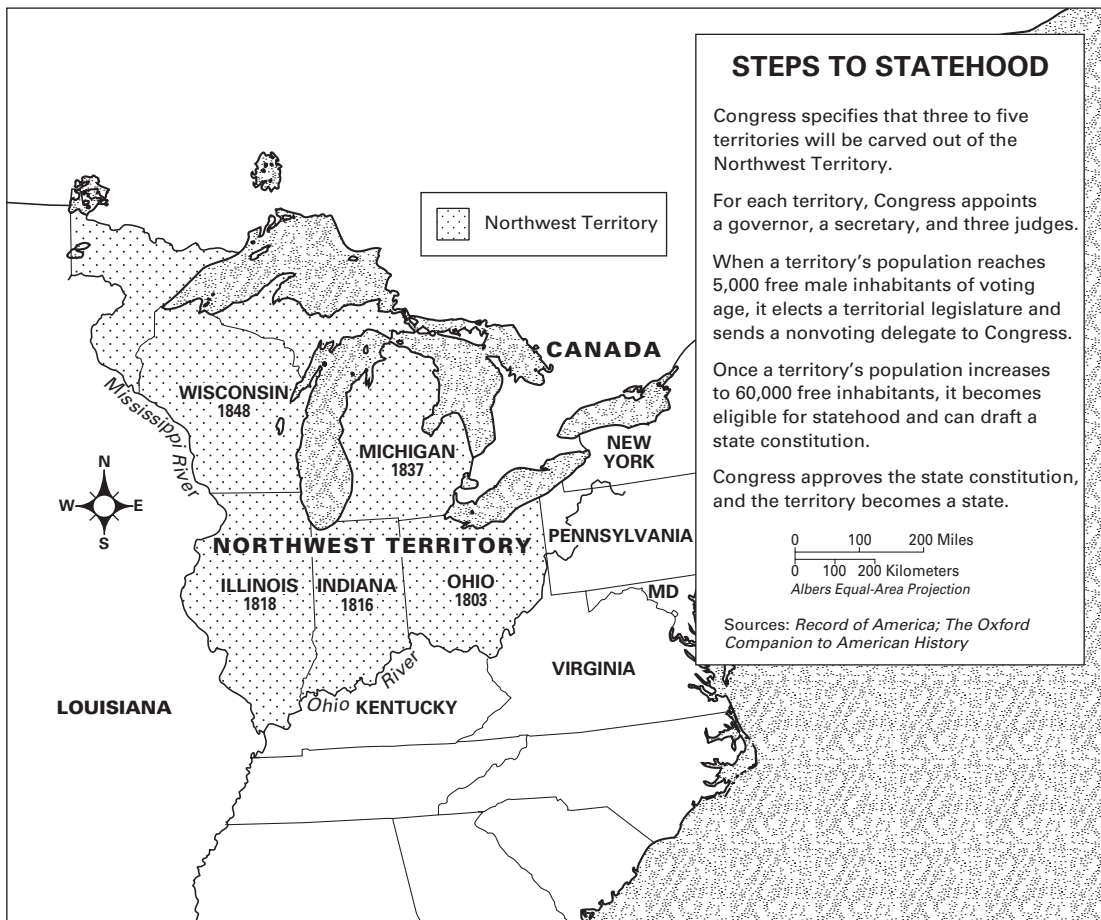 STEPS TO STATEHOOD
Congress specifies that three to five
territories will be carved out of the
Northwest Territory.
For each territory, Congress appoints
a governor, a secretary, and three judges.
When a territory's population reaches
5,000 free male inhabitants of voting
age, it elects a territorial legislature and
sends a nonvoting delegate to Congress.
Once a territory's population increases
to 60,000 free inhabitants, it becomes
eligible for statehood and can draft a
state constitution.
Congress approves the state constitution,
and the territory becomes a state.
0 100 200 Miles
0 100 200 Kilometers
Albers Equal-Area Projection
Sources: Record of America; The Oxford
Companion to American History
Northwest Territory
CANADA
WISCONSIN
1848
Mississippi River
MICHIGAN
1837
NEW
YORK
N
W E
S
NORTHWEST TERRITORY
PENNSYLVANIA
ILLINOIS
1818
INDIANA
1816
OHIO
1803
MD
VIRGINIA
LOUISIANA
Ohio River
KENTUCKY